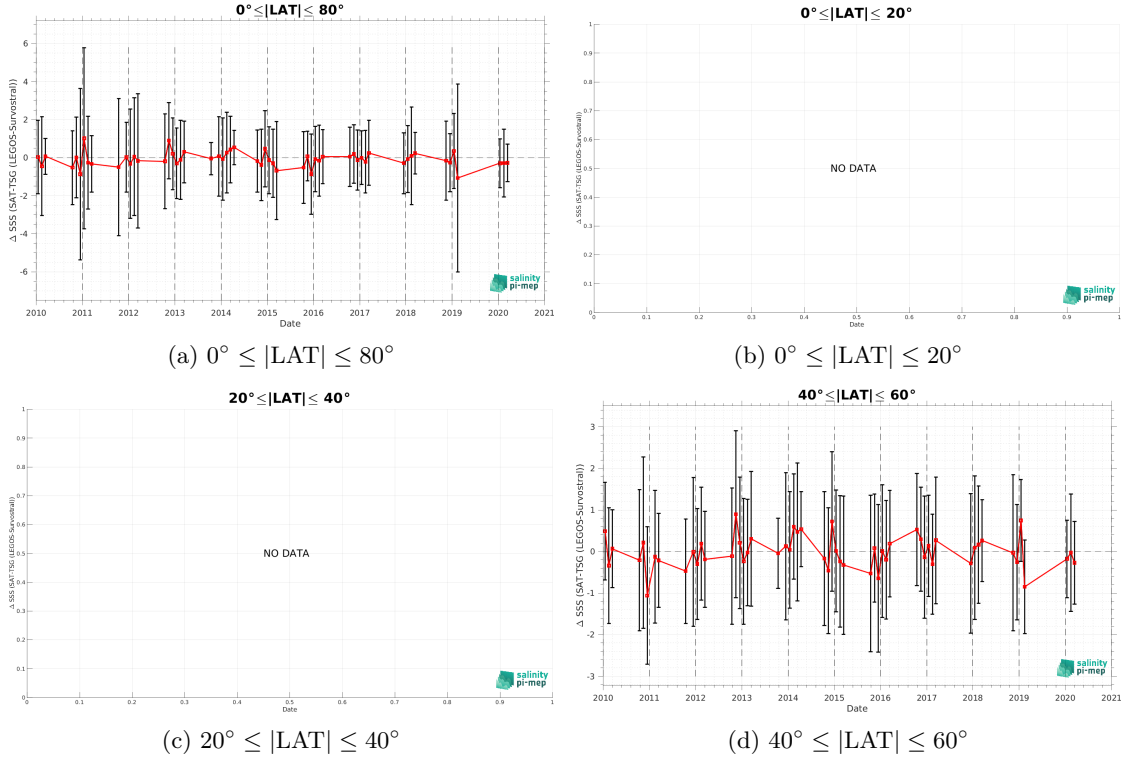 0°≤|LAT|≤ 80°
Δ SSS (SAT-TSG (LEGOS-Survostral))
6
4
2
0
-2
-4
-6
2010 2011 2012 2013 2014 2015 2016 2017 2018 2019 2020 2021
Date
salinity
pi-mep
(a) 0° ≤ |LAT| ≤ 80°
0°≤|LAT|≤ 20°
Δ SSS (SAT-TSG (LEGOS-Survostral))
1
0.9
0.8
0.7
0.6
0.5
0.4
0.3
0.2
0.1
0
NO DATA
0 0.1 0.2 0.3 0.4 0.5 0.6 0.7 0.8 0.9 1
Date
salinity
pi-mep
(b) 0° ≤ |LAT| ≤ 20°
20°≤|LAT|≤ 40°
Δ SSS (SAT-TSG (LEGOS-Survostral))
1
0.9
0.8
0.7
0.6
0.5
0.4
0.3
0.2
0.1
0
NO DATA
0 0.1 0.2 0.3 0.4 0.5 0.6 0.7 0.8 0.9 1
Date
salinity
pi-mep
(c) 20° ≤ |LAT| ≤ 40°
40°≤|LAT|≤ 60°
Δ SSS (SAT-TSG (LEGOS-Survostral))
3
2
1
0
-1
-2
-3
2010 2011 2012 2013 2014 2015 2016 2017 2018 2019 2020 2021
Date
salinity
pi-mep
(d) 40° ≤ |LAT| ≤ 60°